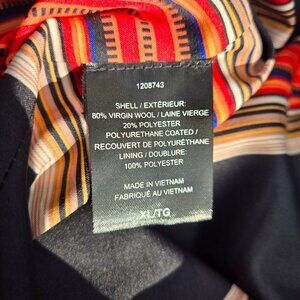 1208743
SHELL / EXTÉRIEUR:
80% VIRGIN WOOL / LAINE VIERGE
20% POLYESTER
POLYURETHANE COATED /
RECOUVERT DE POLYURÉTHANE
LINING / DOUBLURE:
100% POLYESTER
MADE IN VIETNAM
FABRIQUÉ AU VIETNAM
XL/TG